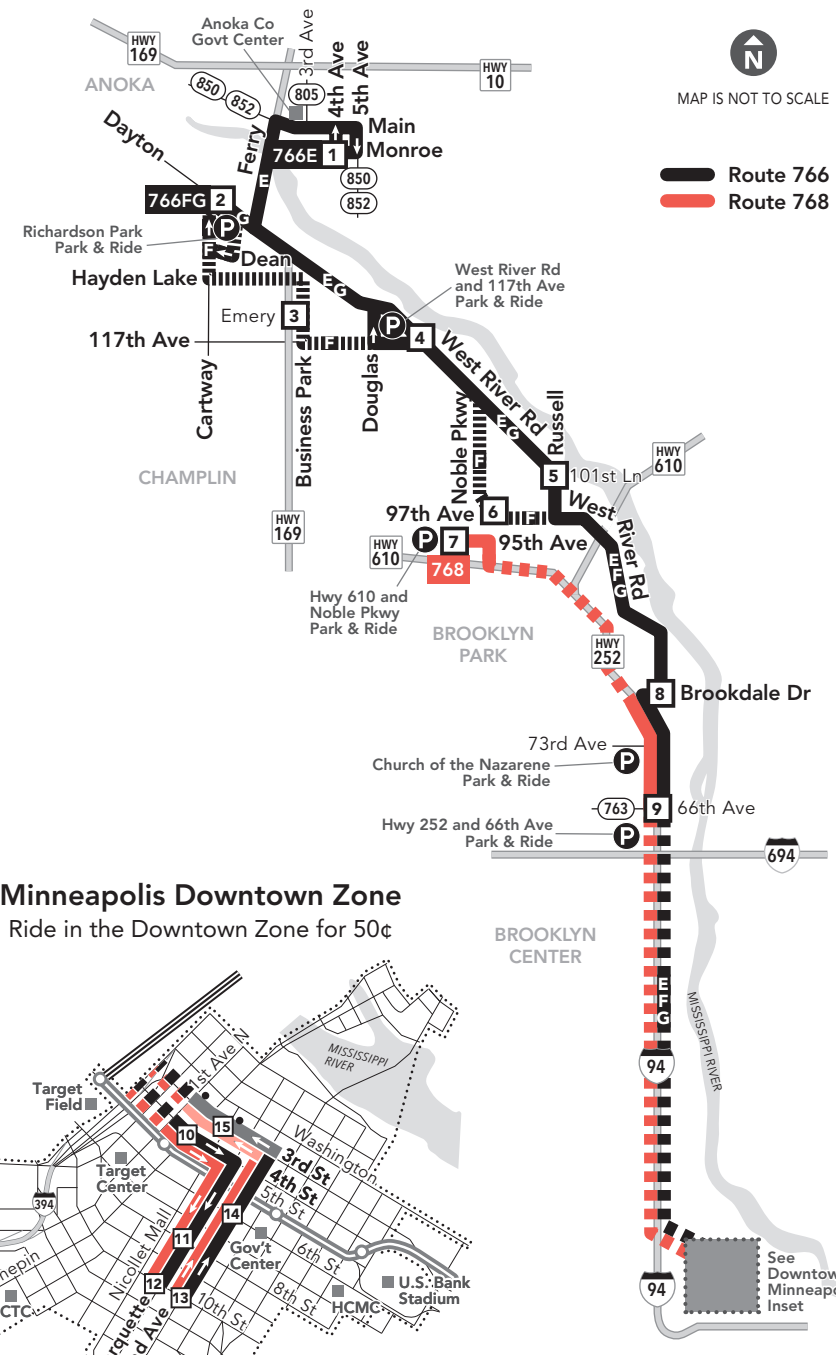 Anoka Co
Govt Center
3rd Ave
4th Ave
5th Ave
HWY
169
HWY
10
N
MAP IS NOT TO SCALE
ANOKA
850
852
805
Ferry
Main
Monroe
766E
1
E
850
852
Route 766
Route 768
Dayton
766FG
2
G
P
Richardson Park
Park & Ride
F
Dean
Hayden Lake
E
G
West River Rd
and 117th Ave
Park & Ride
Emery
3
P
4
117th Ave
F
Cartway
Business Park
Douglas
West River Rd
Noble Pkwy
E
G
F
Russell
HWY
610
5
101st Ln
CHAMPLIN
HWY
169
97th Ave
6
F
West River Rd
P
7
95th Ave
HWY
610
768
E
F
G
Hwy 610 and
Noble Pkwy
Park & Ride
BROOKLYN
PARK
HWY
252
8
Brookdale Dr
73rd Ave
P
Church of the Nazarene
Park & Ride
763
9
66th Ave
Hwy 252 and 66th Ave
Park & Ride
P
694
Minneapolis Downtown Zone
Ride in the Downtown Zone for 50¢
BROOKLYN
CENTER
E
F
G
MISSISSIPPI RIVER
94
94
See
Downtow
Minneapo
Inset
MISSISSIPPI
RIVER
1st Ave N
Target
Field
10
15
Washington
3rd St
4th St
5th St
Target
Center
394
14
11
Nicollet Mall
Gov't
Center
6th St
8th St
10th St
12
13
U.S. Bank
Stadium
HCMC
nepin
CTC
rquette
d Ave